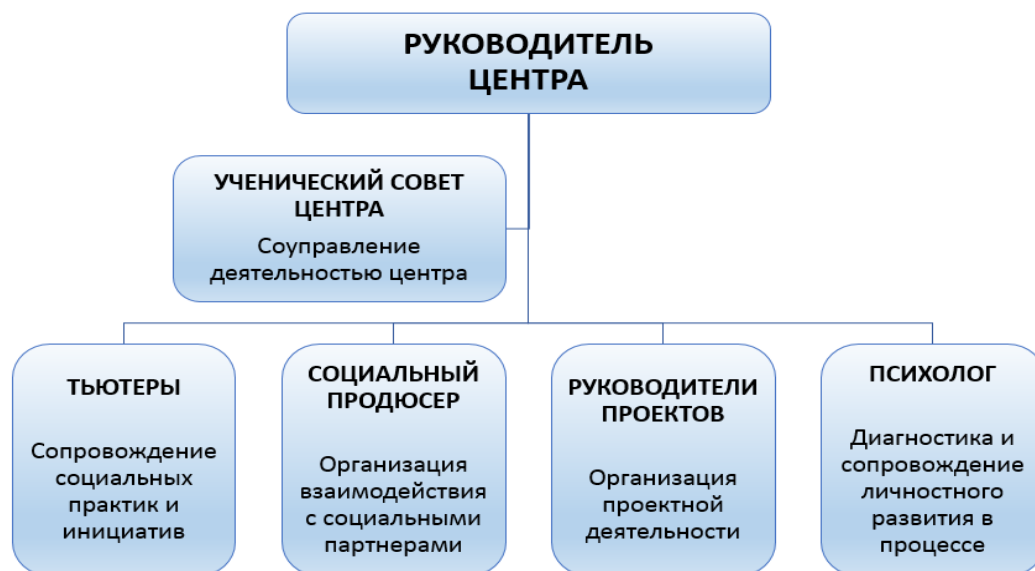 РУКОВОДИТЕЛЬ
ЦЕНТРА
УЧЕНИЧЕСКИЙ СОВЕТ
ЦЕНТРА
Соуправление
деятельностью центра
ТЬЮТЕРЫ
Сопровождение
социальных
практик и
инициатив
СОЦИАЛЬНЫЙ
ПРОДЮСЕР
Организация
взаимодействия
с социальными
партнерами
РУКОВОДИТЕЛИ
ПРОЕКТОВ
Организация
проектной
деятельности
ПСИХОЛОГ
Диагностика и
сопровождение
личностного
развития в
процессе